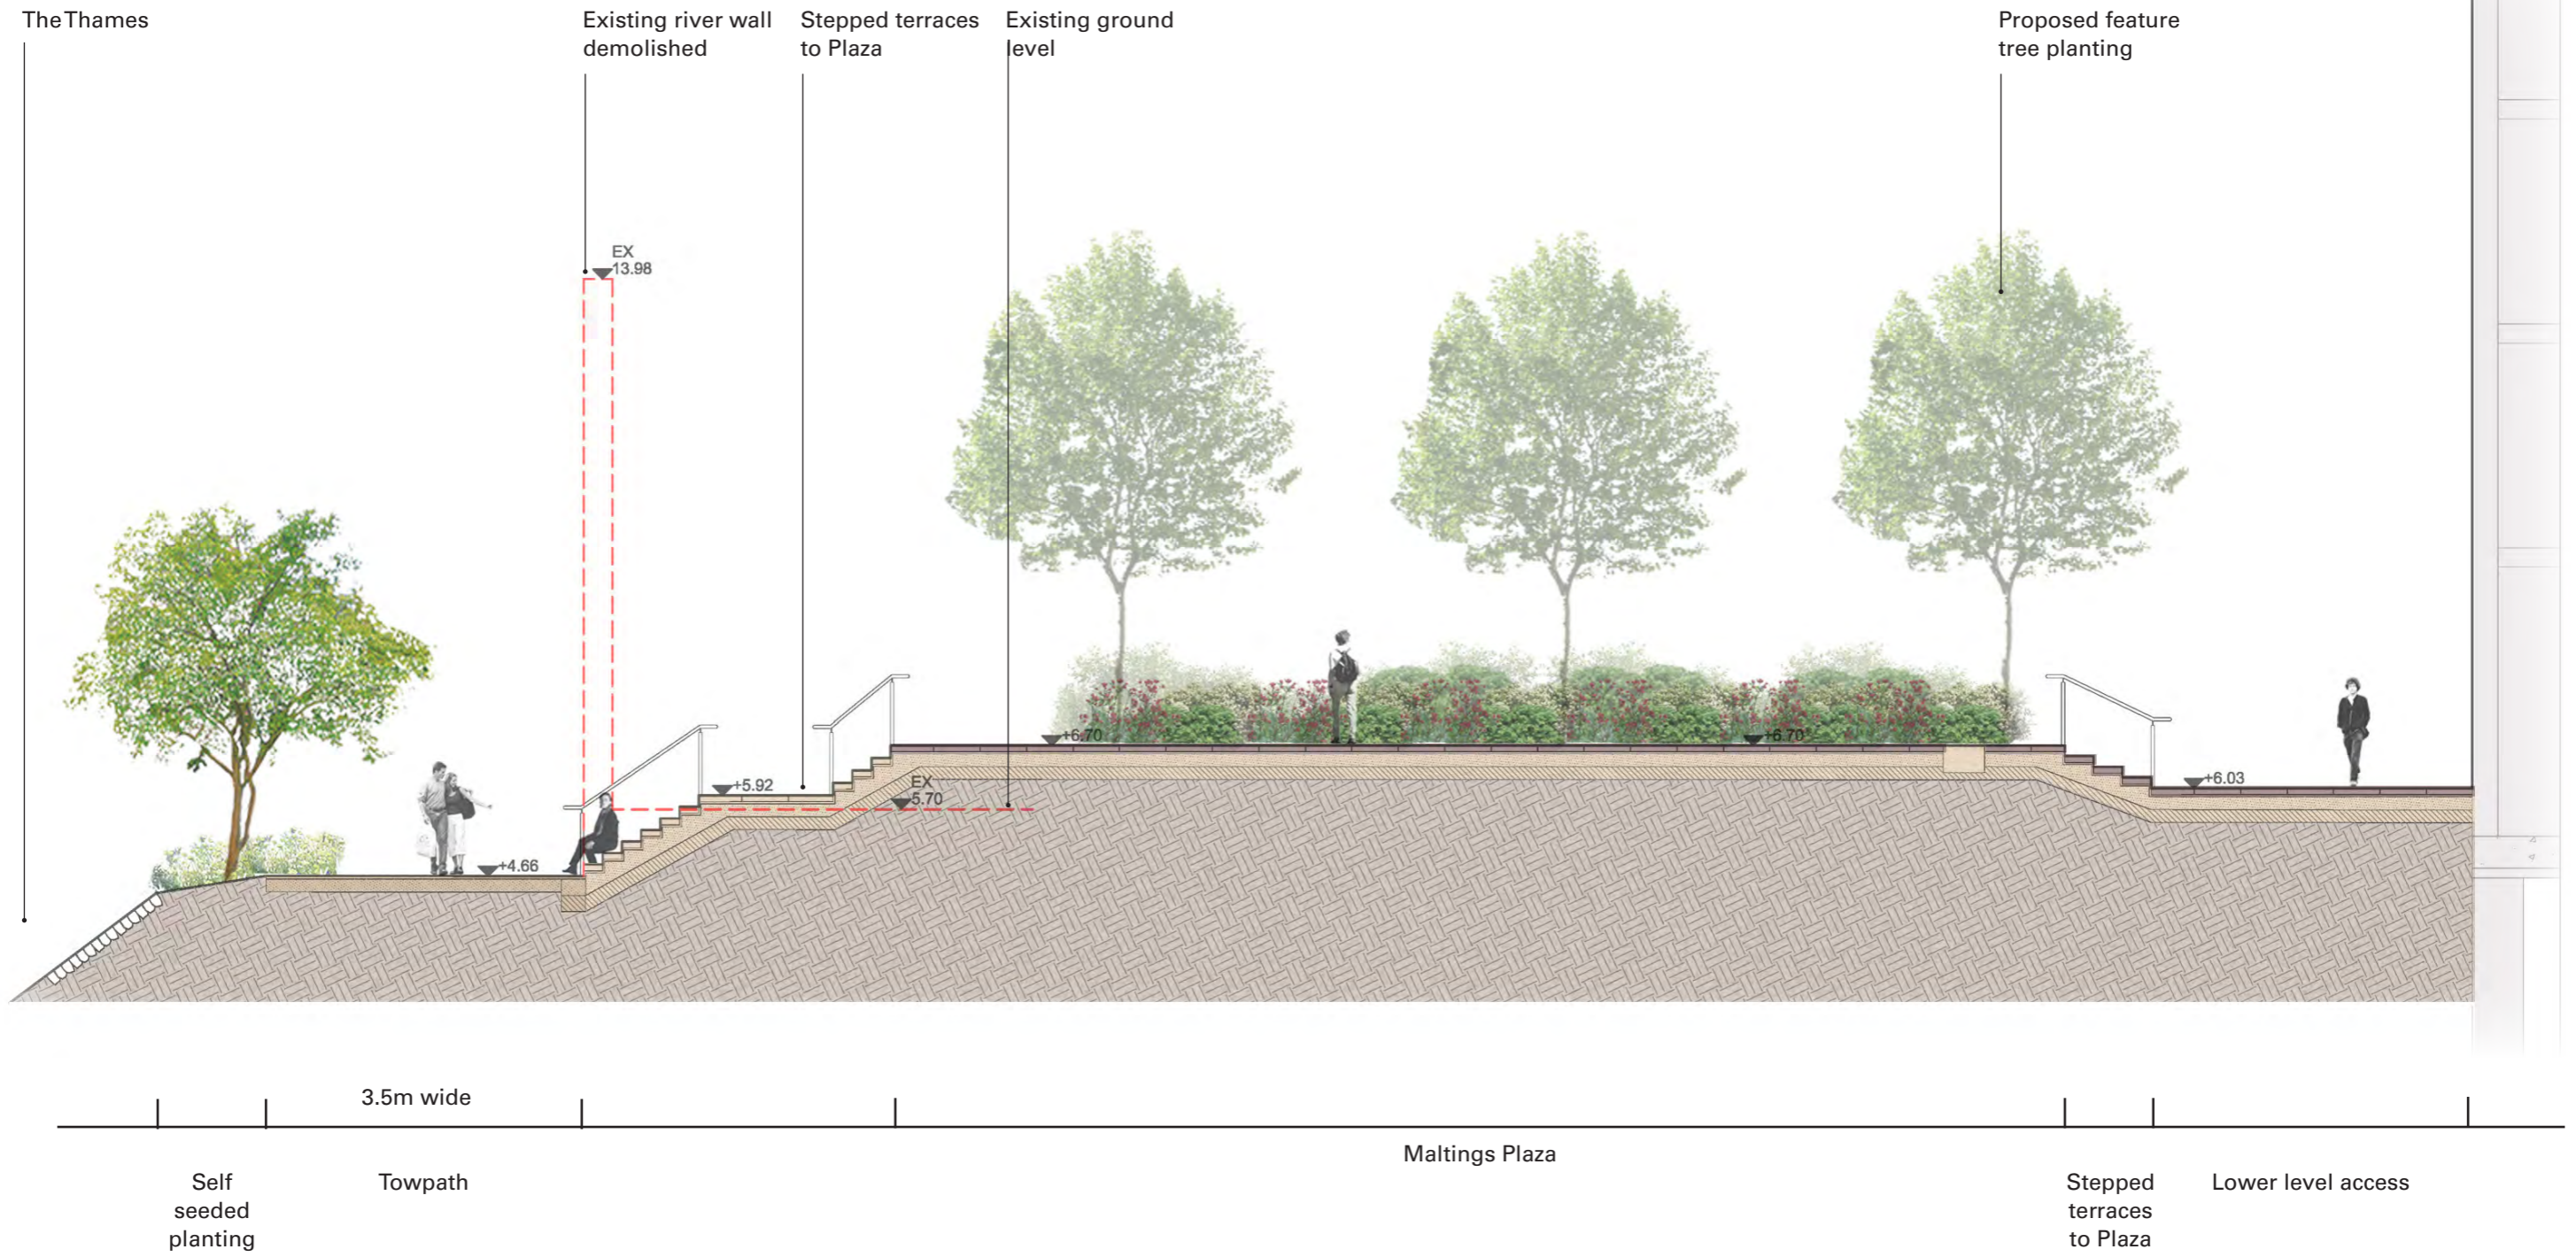 The Thames
Existing river wall
demolished
Stepped terraces
to Plaza
Existing ground
level
Proposed feature
tree planting
EX
13.98
+6.70
+6.70
+5.92
EX
5.70
+6.03
+4.66
3.5m wide
Maltings Plaza
Self
seeded
planting
Towpath
Stepped
terraces
to Plaza
Lower level access